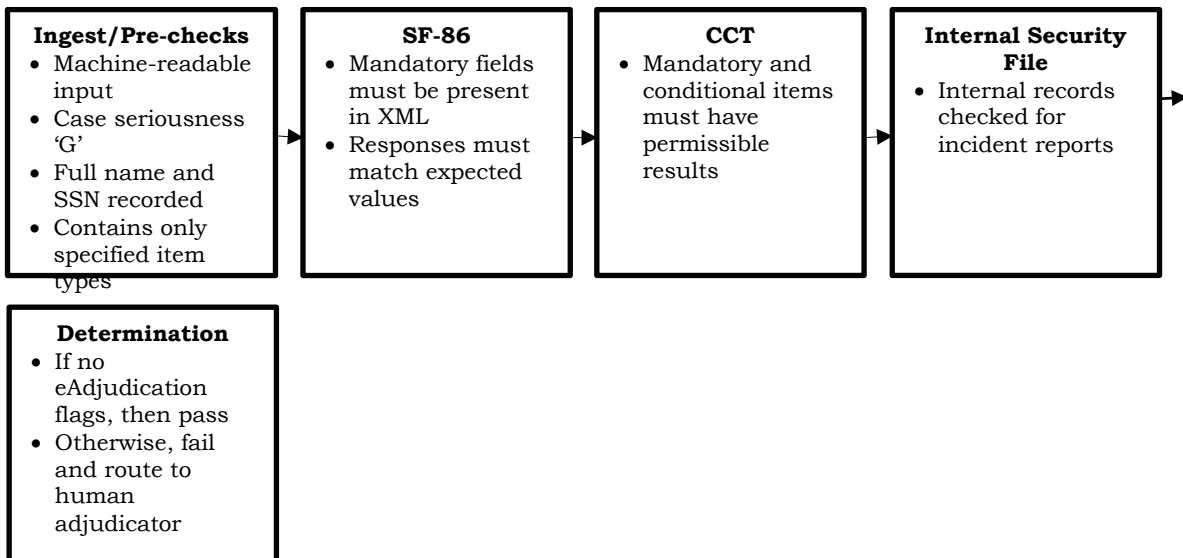 Ingest/Pre-checks
• Machine-readable
input
• Case seriousness
‘G’
• Full name and
SSN recorded
• Contains only
specified item
types
SF-86
• Mandatory fields
must be present
in XML
• Responses must
match expected
values
CCT
• Mandatory and
conditional items
must have
permissible
results
Internal Security
File
• Internal records
checked for
incident reports
Determination
• If no
eAdjudication
flags, then pass
• Otherwise, fail
and route to
human
adjudicator